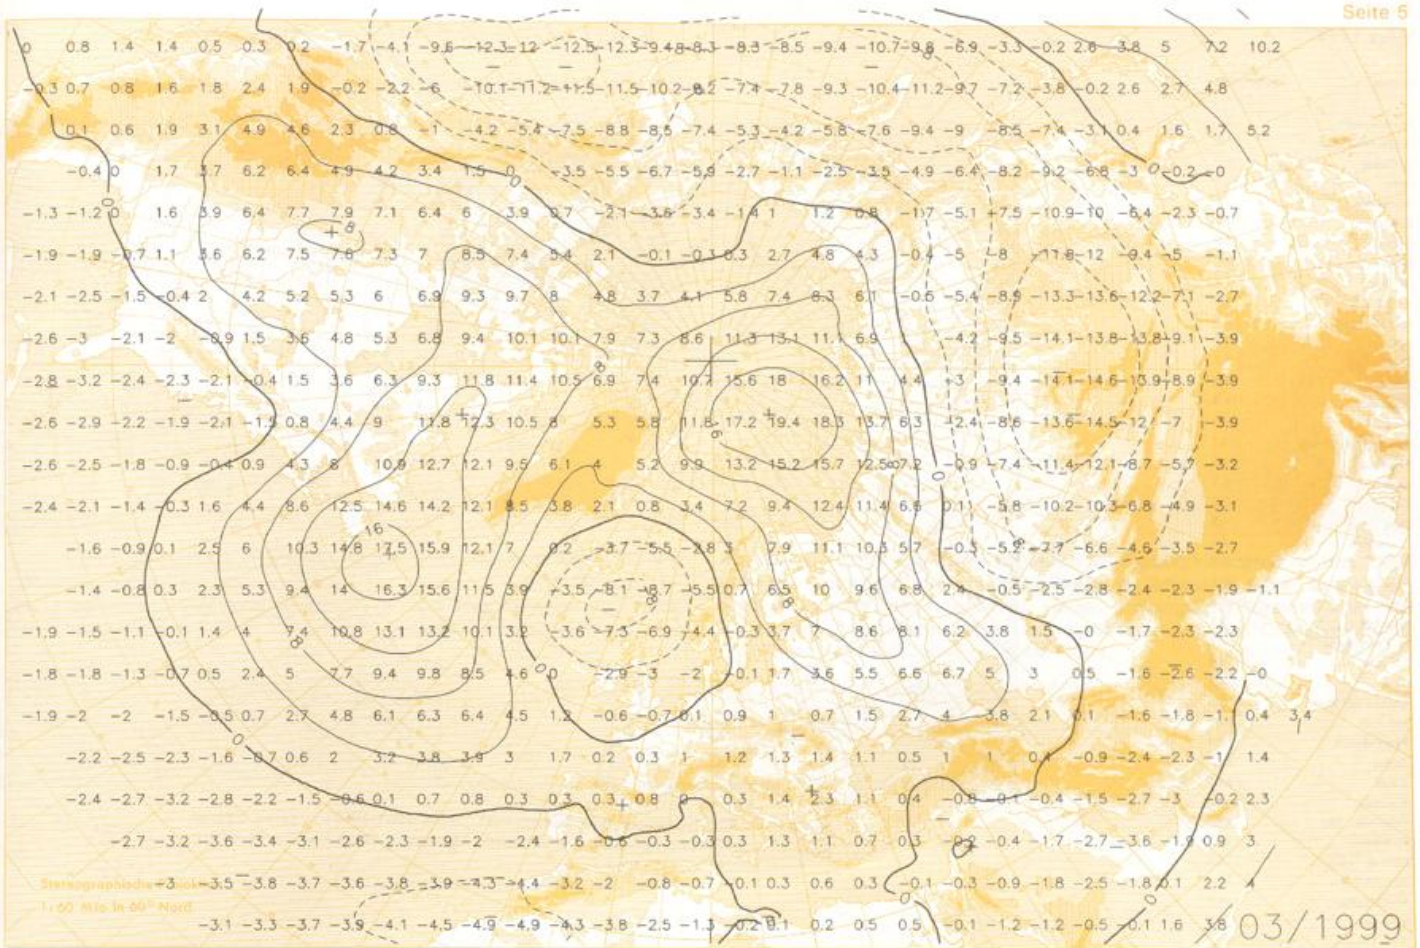 Seite 5
0 0.8 1.4 1.4 0.5 0.3 0.2 -1.7 -4.1 -9.6 -12.3 -12 -12.5 -12.3 -9.4 -8.3 -8.3 -8.5 -9.4 -10.7 -9.8 -6.9 -3.3 -0.2 2.6 3.8 5 7.2 10.2
-0.3 0.7 0.8 1.6 1.8 2.4 1.9 -0.2 -2.2 -6 -10.1 -11.2 -11.5 -11.5 -10.2 -8.2 -7.4 -7.8 -9.3 -10.4 -11.2 -9.7 -7.2 -3.8 -0.2 2.6 2.7 4.8
0.1 0.6 1.9 3.1 4.9 4.6 2.3 0.8 -1 -4.2 -5.4 -7.5 -8.8 -8.5 -7.4 -5.3 -4.2 -5.8 -7.6 -9.4 -9 -8.5 -7.4 -3.1 0.4 1.6 1.7 5.2
-0.4 0 1.7 3.7 6.2 6.4 4.9 4.2 3.4 1.5 0 -3.5 -5.5 -6.7 -5.9 -2.7 -1.1 -2.5 -3.5 -4.9 -6.4 -8.2 -9.2 -6.8 -3 -0.2 -0
-1.3 -1.2 0 1.6 3.9 6.4 7.7 7.9 7.1 6.4 6 3.9 0.7 -2.1 -3.6 -3.4 -1.4 1 1.2 0.8 -1.7 -5.1 -7.5 -10.9 -10 -6.4 -2.3 -0.7
-1.9 -1.9 -0.7 1.1 3.6 6.2 7.5 7.6 7.3 7 8.5 7.4 5.4 2.1 -0.1 -0.3 0.3 2.7 4.8 4.3 -0.4 -5 -8 -11.8 -12 -9.4 -5 -1.1
-2.1 -2.5 -1.5 -0.4 2 4.2 5.2 5.3 6 6.9 9.3 9.7 8 4.8 3.7 4.1 5.8 7.4 8.3 6.1 -0.6 -5.4 -8.9 -13.3 -13.6 -12.2 -7.1 -2.7
-2.6 -3 -2.1 -2 -0.9 1.5 3.6 4.8 5.3 6.8 9.4 10.1 10.1 7.9 7.3 8.6 11.3 13.1 11.1 6.9 1 -4.2 -9.5 -14.1 -13.8 -13.8 -9.1 -3.9
-2.8 -3.2 -2.4 -2.3 -2.1 -0.4 1.5 3.6 6.3 9.3 11.8 11.4 10.5 6.9 7.4 10.7 15.6 18 16.2 11 4.4 -3 -9.4 -14.1 -14.6 -13.9 -8.9 -3.9
-2.6 -2.9 -2.2 -1.9 -2.1 -1.5 0.8 4.4 9 11.8 12.3 10.5 8 5.3 5.8 11.8 17.2 19.4 18.3 13.7 6.3 -2.4 -8.6 -13.6 -14.5 -12 -7 -3.9
-2.6 -2.5 -1.8 -0.9 -0.4 0.9 4.3 8 10.9 12.7 12.1 9.5 6.1 4 5.2 9.9 13.2 15.2 15.7 12.5 7.2 -0.9 -7.4 -11.4 -12.1 -8.7 -5.7 -3.2
-2.4 -2.1 -1.4 -0.3 1.6 4.4 8.6 12.5 14.6 14.2 12.1 8.5 3.8 2.1 0.8 3.4 7.2 9.4 12.4 11.4 6.6 0.11 -5.8 -10.2 -10.3 -6.8 -4.9 -3.1
-1.6 -0.9 0.1 2.5 6 10.3 14.8 17.5 15.9 12.1 7 0.2 -3.7 -5.5 -2.8 3 7.9 11.1 10.3 5.7 -0.3 -5.2 -7.7 -6.6 -4.6 -3.5 -2.7
-1.4 -0.8 0.3 2.3 5.3 9.4 14 16.3 15.6 11.5 3.9 -3.5 -8.1 -8.7 -5.5 0.7 6.5 10 9.6 6.8 2.4 -0.5 -2.5 -2.8 -2.4 -2.3 -1.9 -1.1
-1.9 -1.5 -1.1 -0.1 1.4 4 7.4 10.8 13.1 13.2 10.1 3.2 -3.6 -7.3 -6.9 -4.4 -0.3 3.7 7 8.6 8.1 6.2 3.8 1.5 -0 -1.7 -2.3 -2.3
-1.8 -1.8 -1.3 -0.7 0.5 2.4 5 7.7 9.4 9.8 8.5 4.6 0 -2.9 -3 -2 -0.1 1.7 3.6 5.5 6.6 6.7 5 3 0.5 -1.6 -2.6 -2.2 -0
-1.9 -2 -2 -1.5 -0.5 0.7 2.7 4.8 6.1 6.3 6.4 4.5 1.2 -0.6 -0.7 0.1 0.9 1 0.7 1.5 2.7 4 3.8 2.1 0.1 -1.6 -1.8 -1.1 0.4 3.4
-2.2 -2.5 -2.3 -1.6 -0.7 0.6 2 3.2 3.8 3.9 3 1.7 0.2 0.3 1 1.2 1.3 1.4 1.1 0.5 1 1 0.4 -0.9 -2.4 -2.3 -1 1.4
-2.4 -2.7 -3.2 -2.8 -2.2 -1.5 -0.6 0.1 0.7 0.8 0.3 0.3 0.3 0.8 0 0.3 1.4 2.3 1.1 0.4 -0.8 -0.1 -0.4 -1.5 -2.7 -3 -0.2 2.3
-2.7 -3.2 -3.6 -3.4 -3.1 -2.6 -2.3 -1.9 -2 -2.4 -1.6 -0.6 -0.3 -0.3 0.3 1.3 1.1 0.7 0.3 -0.2 -0.4 -1.7 -2.7 -3.6 -1.9 0.9 3
-3 -3.5 -3.8 -3.7 -3.6 -3.8 -3.9 -4.3 -4.4 -3.2 -2 -0.8 -0.7 -0.1 0.3 0.6 0.3 -0.1 -0.3 -0.9 -1.8 -2.5 -1.8 0.1 2.2 4
1:60 Mio in 60° Nord
-3.1 -3.3 -3.7 -3.9 -4.1 -4.5 -4.9 -4.9 -4.3 -3.8 -2.5 -1.3 -0.2 0.1 0.2 0.5 0.5 -0.1 -1.2 -1.2 -0.5 -0.1 1.6 3.8
03/1999